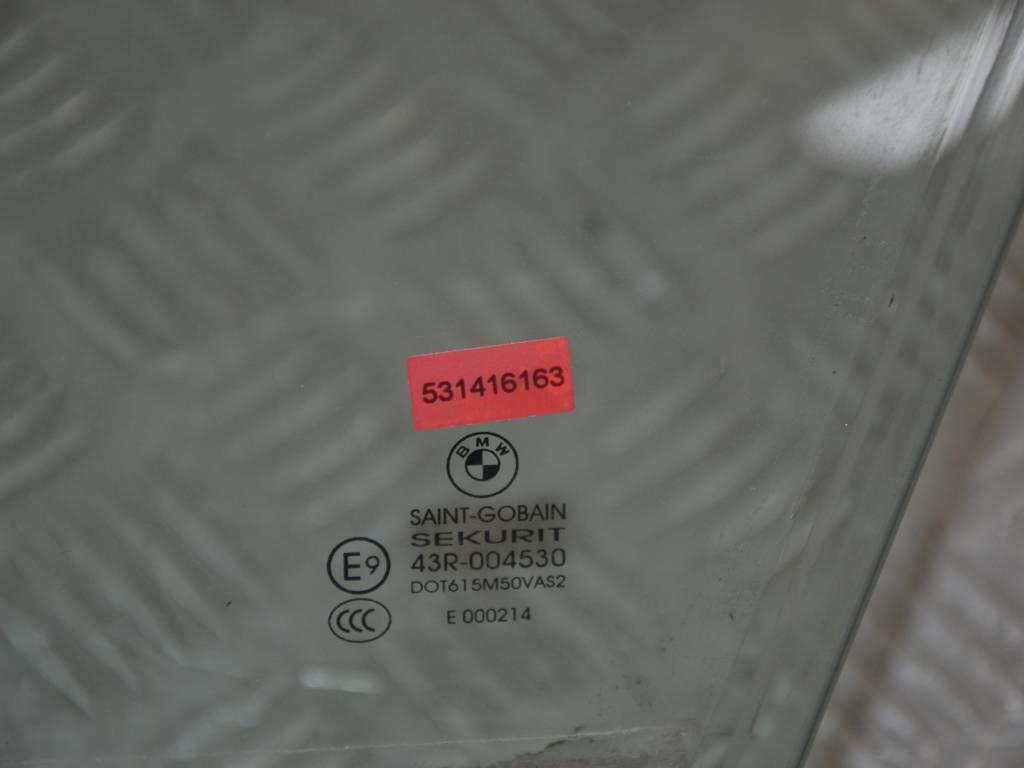 531416163
BMW
SAINT-GOBAIN
SEKURIT
E9 43R-004530
DOT615M50VAS2
CCC E 000214